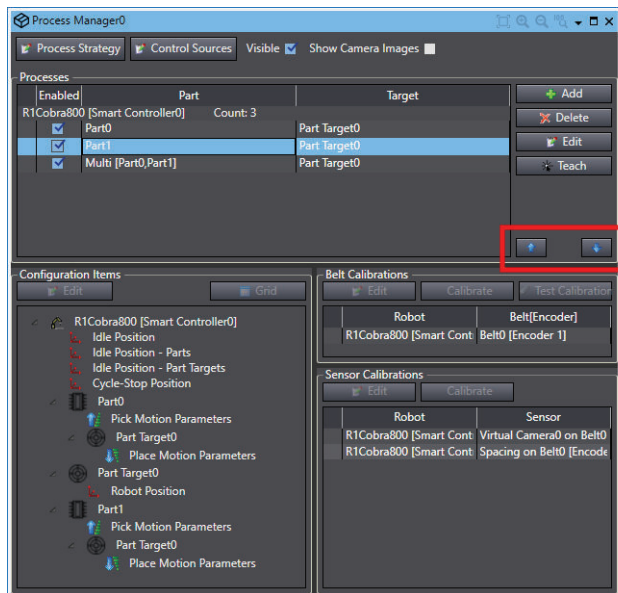 Process Manager0
Process Strategy Control Sources Visible Show Camera Images
Processes
Enabled Part Target
R1Cobra800 [Smart Controller0] Count: 3
Part0 Part Target0
Part1 Part Target0
Multi [Part0,Part1] Part Target0
Add
Delete
Edit
Teach
Configuration Items
Edit Grid
R1Cobra800 [Smart Controller0]
Idle Position
Idle Position - Parts
Idle Position - Part Targets
Cycle-Stop Position
Part0
Pick Motion Parameters
Part Target0
Place Motion Parameters
Part Target0
Robot Position
Part1
Pick Motion Parameters
Part Target0
Place Motion Parameters
Belt Calibrations
Edit Calibrate Test Calibration
Robot Belt[Encoder]
R1Cobra800 [Smart Cont Belt0 [Encoder 1]
Sensor Calibrations
Edit Calibrate
Robot Sensor
R1Cobra800 [Smart Cont Virtual Camera0 on Belt0
R1Cobra800 [Smart Cont Spacing on Belt0 [Encode